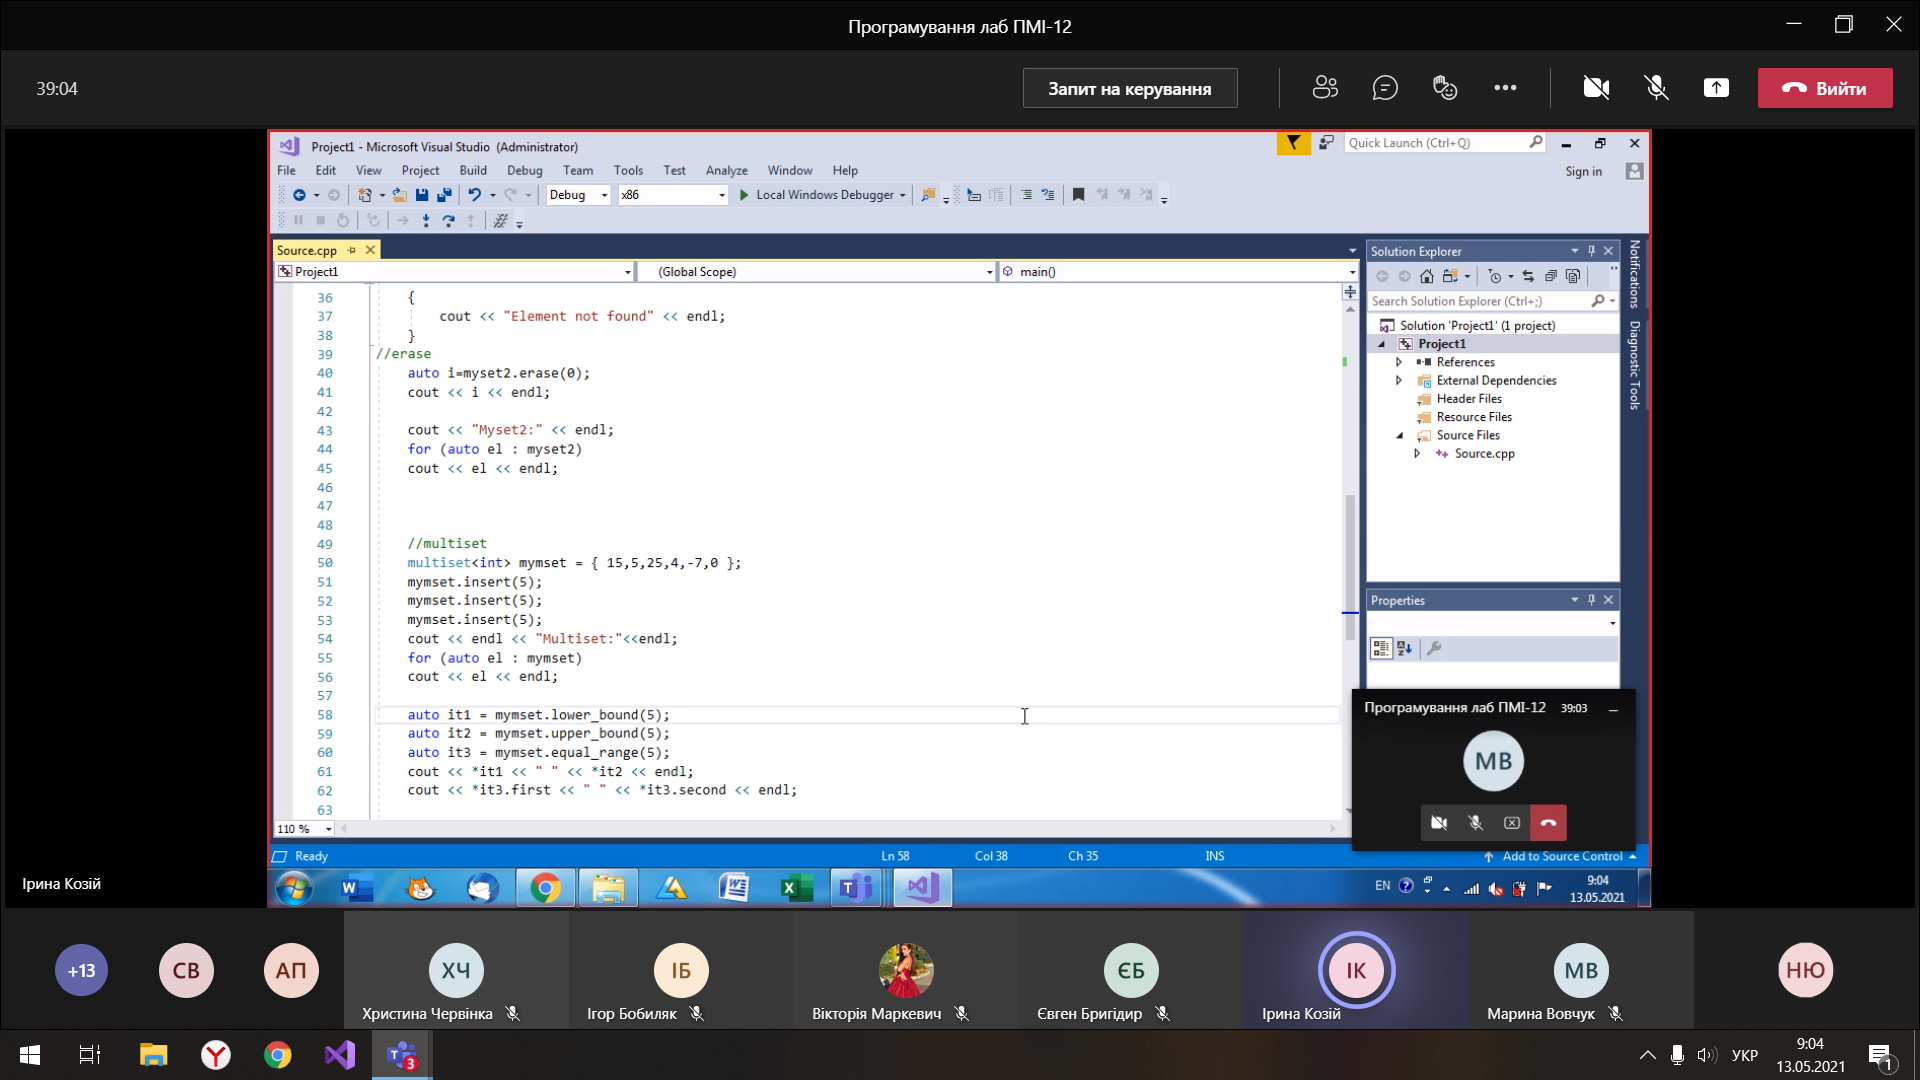 Програмування лаб ПМІ-12
39:04
Запит на керування
Вийти
Project1 - Microsoft Visual Studio (Administrator)
Quick Launch (Ctrl+Q)
File Edit View Project Build Debug Team Tools Test Analyze Window Help
Sign in
Debug x86 Local Windows Debugger
Source.cpp
Project1 (Global Scope) main()
36 {
37 cout << "Element not found" << endl;
38 }
39 //erase
40 auto i=myset2.erase(0);
41 cout << i << endl;
42
43 cout << "Myset2:" << endl;
44 for (auto el : myset2)
45 cout << el << endl;
46
47
48
49 //multiset
50 multiset<int> mymset = { 15,5,25,4,-7,0 };
51 mymset.insert(5);
52 mymset.insert(5);
53 mymset.insert(5);
54 cout << endl << "Multiset:"<<endl;
55 for (auto el : mymset)
56 cout << el << endl;
57
58 auto it1 = mymset.lower_bound(5);
59 auto it2 = mymset.upper_bound(5);
60 auto it3 = mymset.equal_range(5);
61 cout << *it1 << " " << *it2 << endl;
62 cout << *it3.first << " " << *it3.second << endl;
63
110 %
Solution Explorer
Search Solution Explorer (Ctrl+;)
Solution 'Project1' (1 project)
Project1
References
External Dependencies
Header Files
Resource Files
Source Files
Source.cpp
Notifications
Diagnostic Tools
Properties
Програмування лаб ПМІ-12 39:03
МВ
Ready Ln 58 Col 38 Ch 35 INS Add to Source Control
EN
9:04
13.05.2021
Ірина Козій
+13
СВ
АП
ХЧ
Христина Червінка
ІБ
Ігор Бобиляк
Вікторія Маркевич
ЄБ
Євген Бригідир
ІК
Ірина Козій
МВ
Марина Вовчук
НЮ
3
УКР
9:04
13.05.2021
1